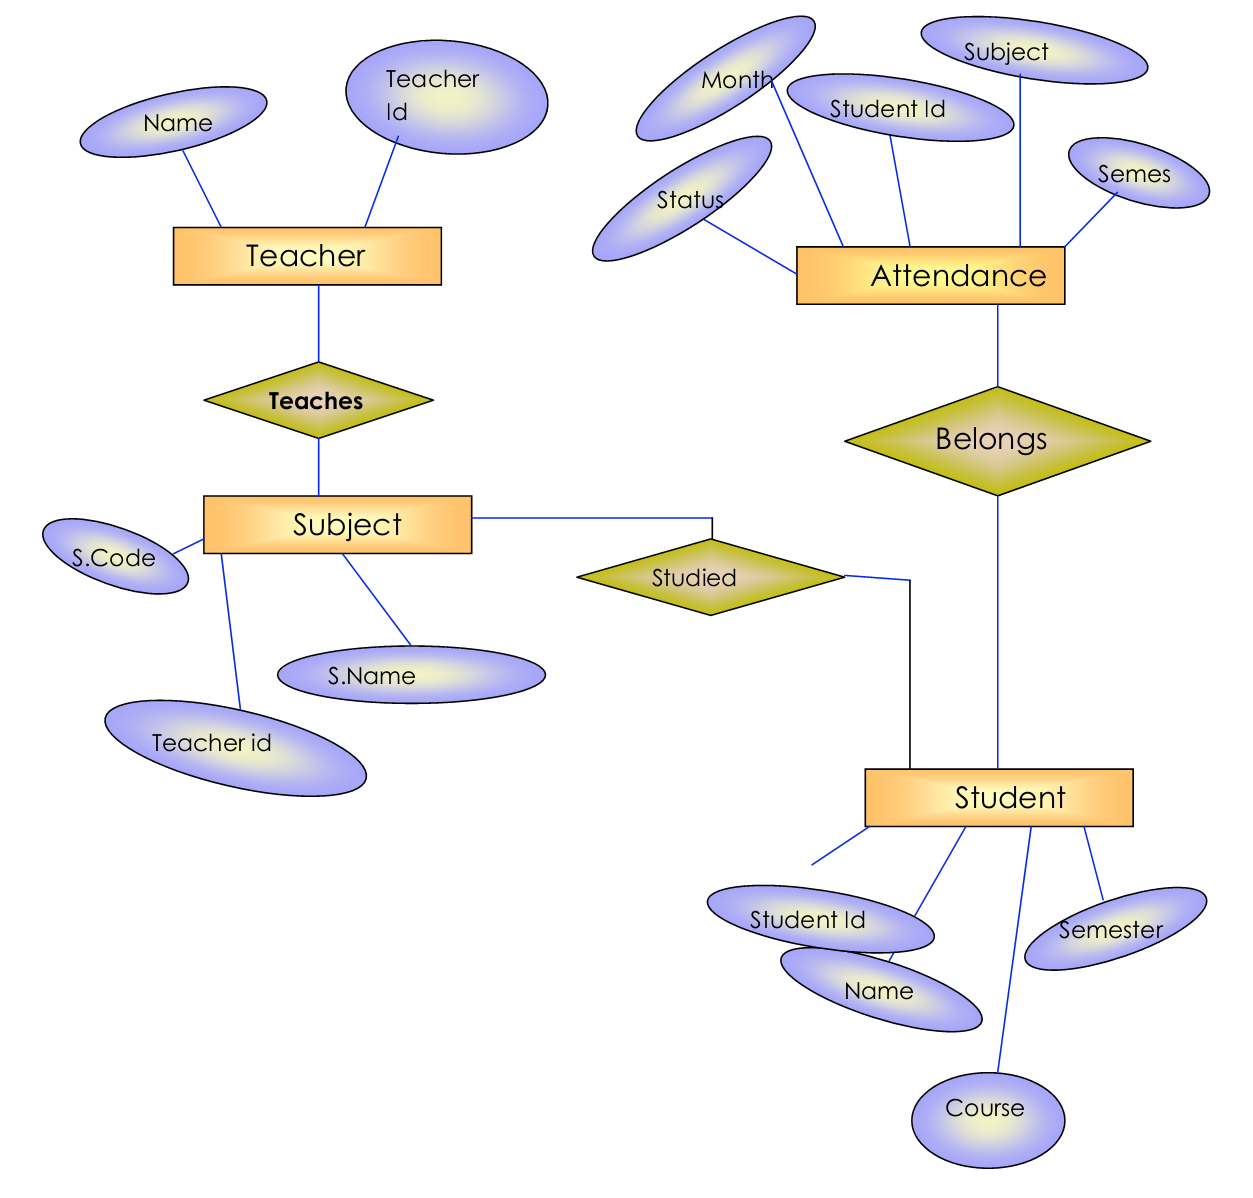 Name
Teacher
Id
Month
Student Id
Subject
Status
Semes
Teacher
Attendance
Teaches
Belongs
Subject
S.Code
Studied
S.Name
Teacher id
Student
Student Id
Semester
Name
Course